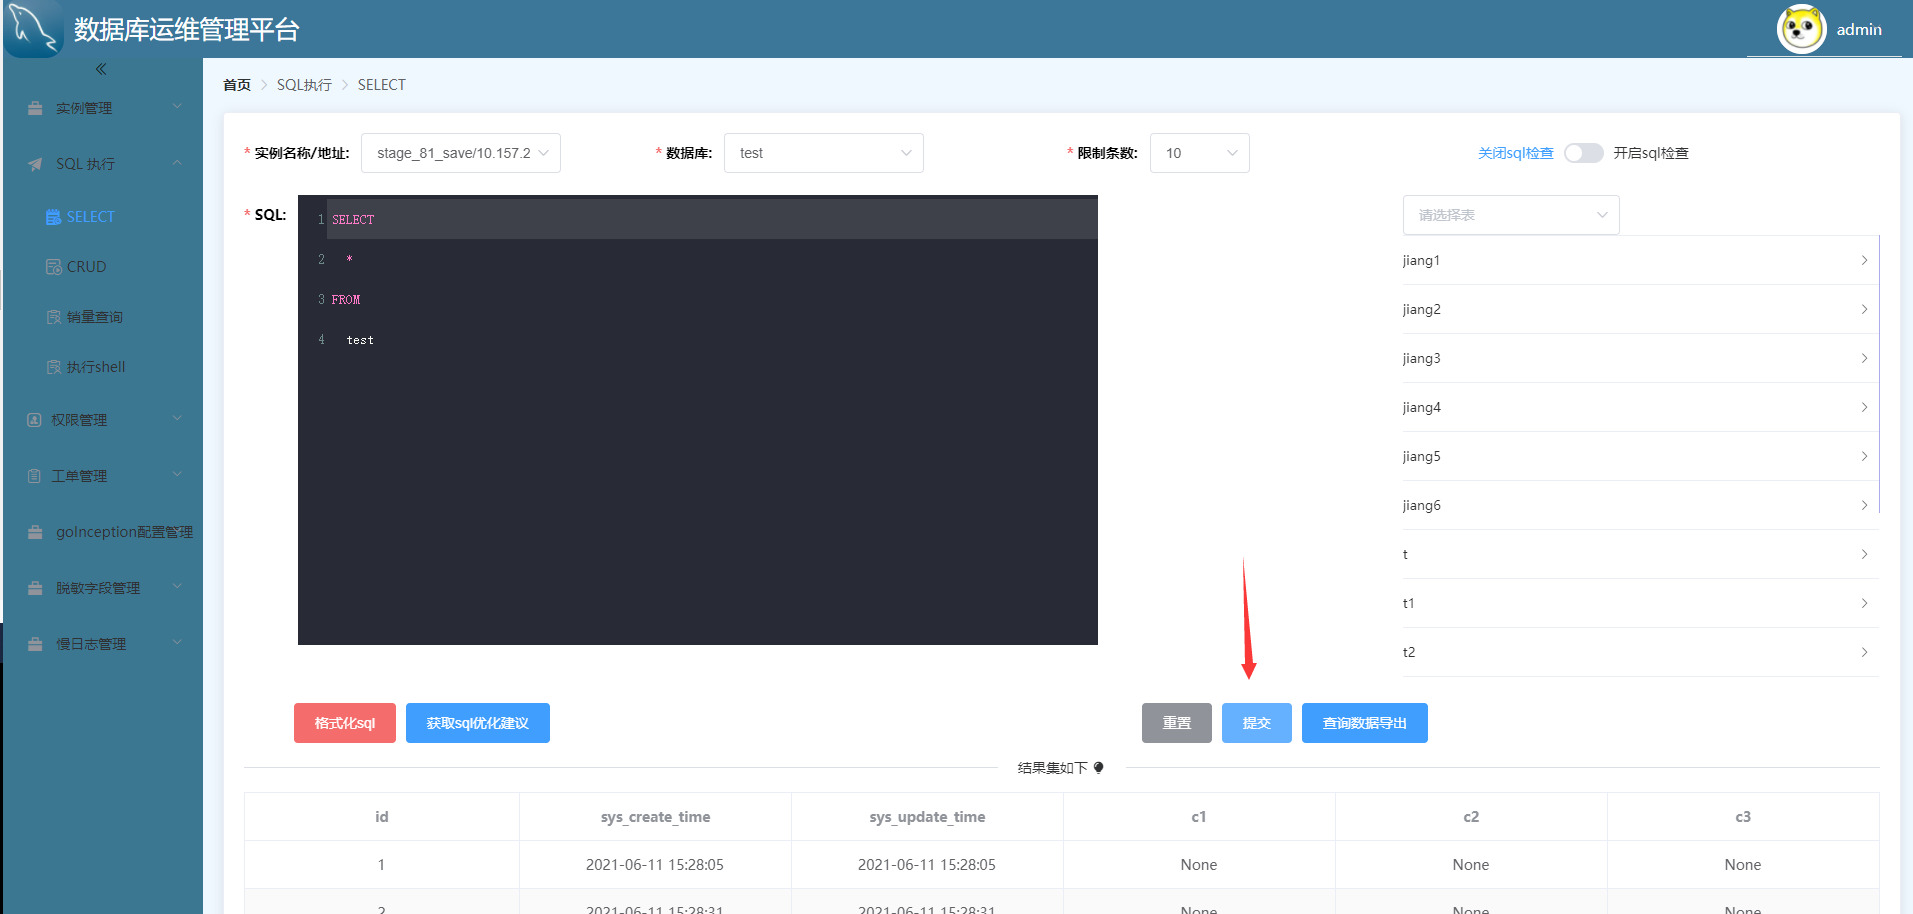 数据库运维管理平台
admin
实例管理
SQL 执行
SELECT
CRUD
销量查询
执行shell
权限管理
工单管理
goInception配置管理
脱敏字段管理
慢日志管理
首页 > SQL执行 > SELECT
* 实例名称/地址: stage_81_save/10.157.2 * 数据库: test * 限制条数: 10 关闭sql检查 开启sql检查
* SQL:
1 SELECT
2 *
3 FROM
4 test
请选择表
jiang1
jiang2
jiang3
jiang4
jiang5
jiang6
t
t1
t2
格式化sql 获取sql优化建议 重置 提交 查询数据导出
结果集如下
id sys_create_time sys_update_time c1 c2 c3
1 2021-06-11 15:28:05 2021-06-11 15:28:05 None None None
2 2021-06-11 15:28:31 2021-06-11 15:28:31 None None None